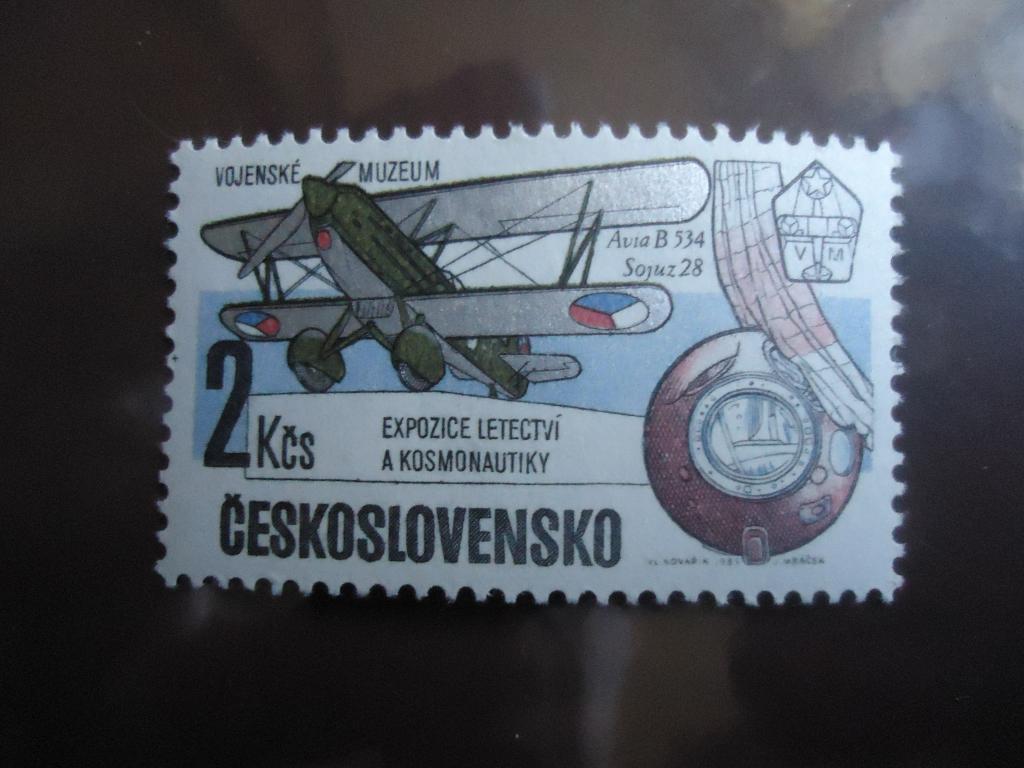 VOJENSKÉ MUZEUM
Avia B 534
Sojuz 28
V M
2 Kčs
EXPOZICE LETECTVÍ
A KOSMONAUTIKY
ČESKOSLOVENSKO